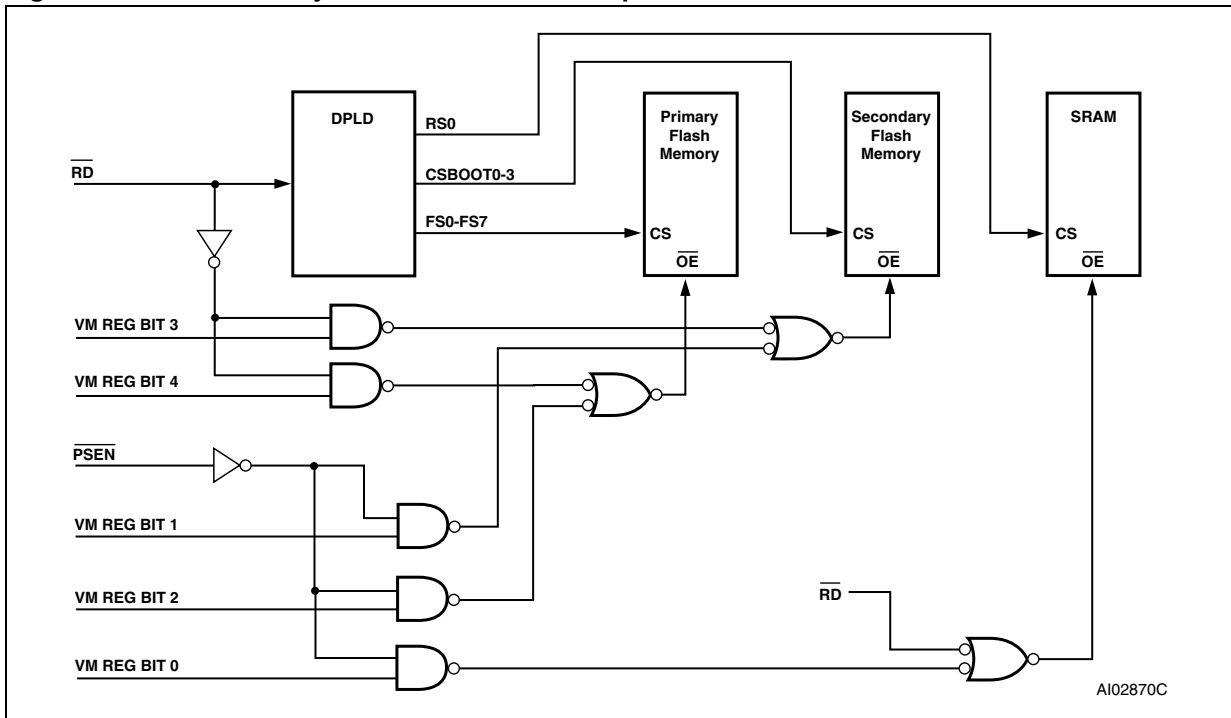 DPLD
RS0
CSBOOT0-3
FS0-FS7
Primary
Flash
Memory
CS
OE
Secondary
Flash
Memory
CS
OE
SRAM
CS
OE
RD
VM REG BIT 3
VM REG BIT 4
PSEN
VM REG BIT 1
VM REG BIT 2
VM REG BIT 0
RD
AI02870C